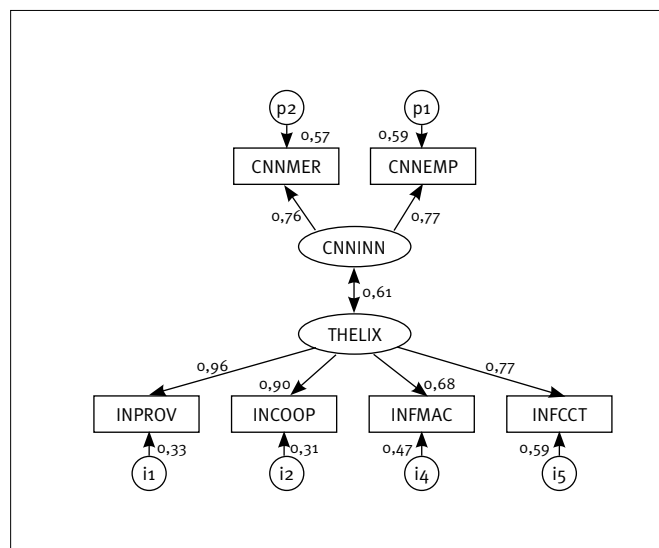 p2 p1
0,57 0,59
CNNMER CNNEMP
0,76 0,77
CNNINN
0,61
THELIX
0,96 0,90 0,68 0,77
INPROV INCOOP INFMAC INFCCT
0,33 0,31 0,47 0,59
i1 i2 i4 i5